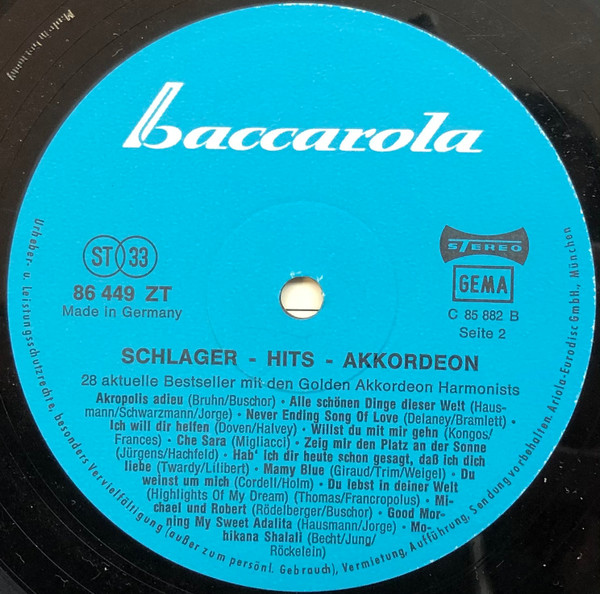 Made in Germany
baccarola
ST 33
86 449 ZT
Made in Germany
STEREO
GEMA
C 85 882 B
Seite 2
SCHLAGER - HITS - AKKORDEON
28 aktuelle Bestseller mit den Golden Akkordeon Harmonists
Akropolis adieu (Bruhn/Buschor) • Alle schönen Dinge dieser Welt (Haus-
mann/Schwarzmann/Jorge) • Never Ending Song Of Love (Delaney/Bramlett) •
Ich will dir helfen (Doven/Halvey) • Willst du mit mir gehn (Kongos/
Frances) • Che Sara (Migliacci) • Zeig mir den Platz an der Sonne
(Jürgens/Hachfeld) • Hab' ich dir heute schon gesagt, daß ich dich
liebe (Twardy/Lilibert) • Mamy Blue (Giraud/Trim/Weigel) • Du
weinst um mich (Cordell/Holm) • Du lebst in deiner Welt
(Highlights Of My Dream) (Thomas/Francropolus) • Mi-
chael und Robert (Rödelberger/Buschor) • Good Mor-
ning My Sweet Adalita (Hausmann/Jorge) • Mo-
hikana Shalali (Becht/Jung/
Röckelein)
Urheber- u. Leistungsschutzrechte, besonders Vervielfältigung (außer zum persönl. Gebrauch), Vermietung, Aufführung, Sendung vorbehalten. Ariola-Eurodisc GmbH., München